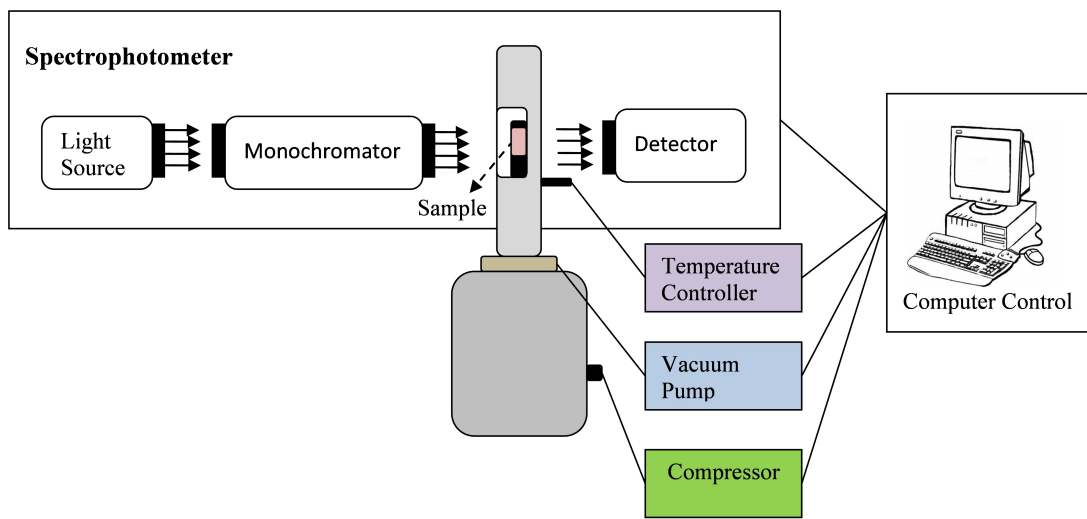 Spectrophotometer
Light
Source
Monochromator
Detector
Sample
Temperature
Controller
Computer Control
Vacuum
Pump
Compressor